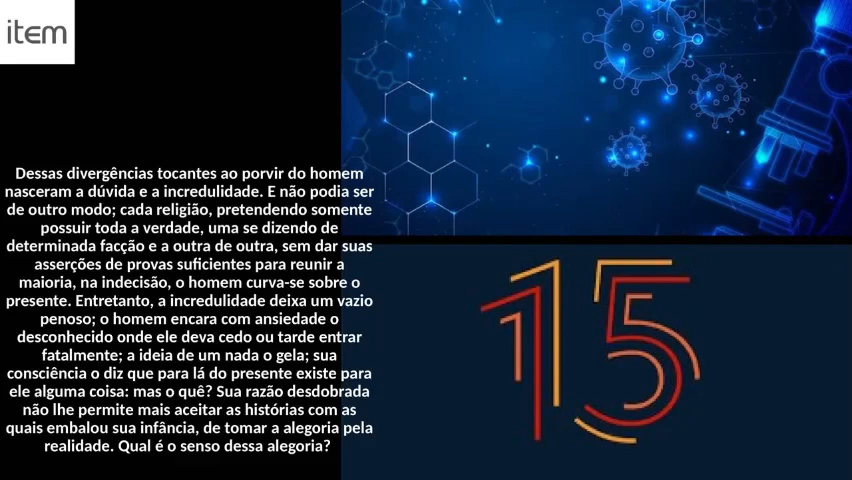 item
Dessas divergências tocantes ao porvir do homem
nasceram a dúvida e a incredulidade. E não podia ser
de outro modo; cada religião, pretendendo somente
possuir toda a verdade, uma se dizendo de
determinada facção e a outra de outra, sem dar suas
asserções de provas suficientes para reunir a
maioria, na indecisão, o homem curva-se sobre o
presente. Entretanto, a incredulidade deixa um vazio
penoso; o homem encara com ansiedade o
desconhecido onde ele deva cedo ou tarde entrar
fatalmente; a ideia de um nada o gela; sua
consciência o diz que para lá do presente existe para
ele alguma coisa: mas o quê? Sua razão desdobrada
não lhe permite mais aceitar as histórias com as
quais embalou sua infância, de tomar a alegoria pela
realidade. Qual é o senso dessa alegoria?
15